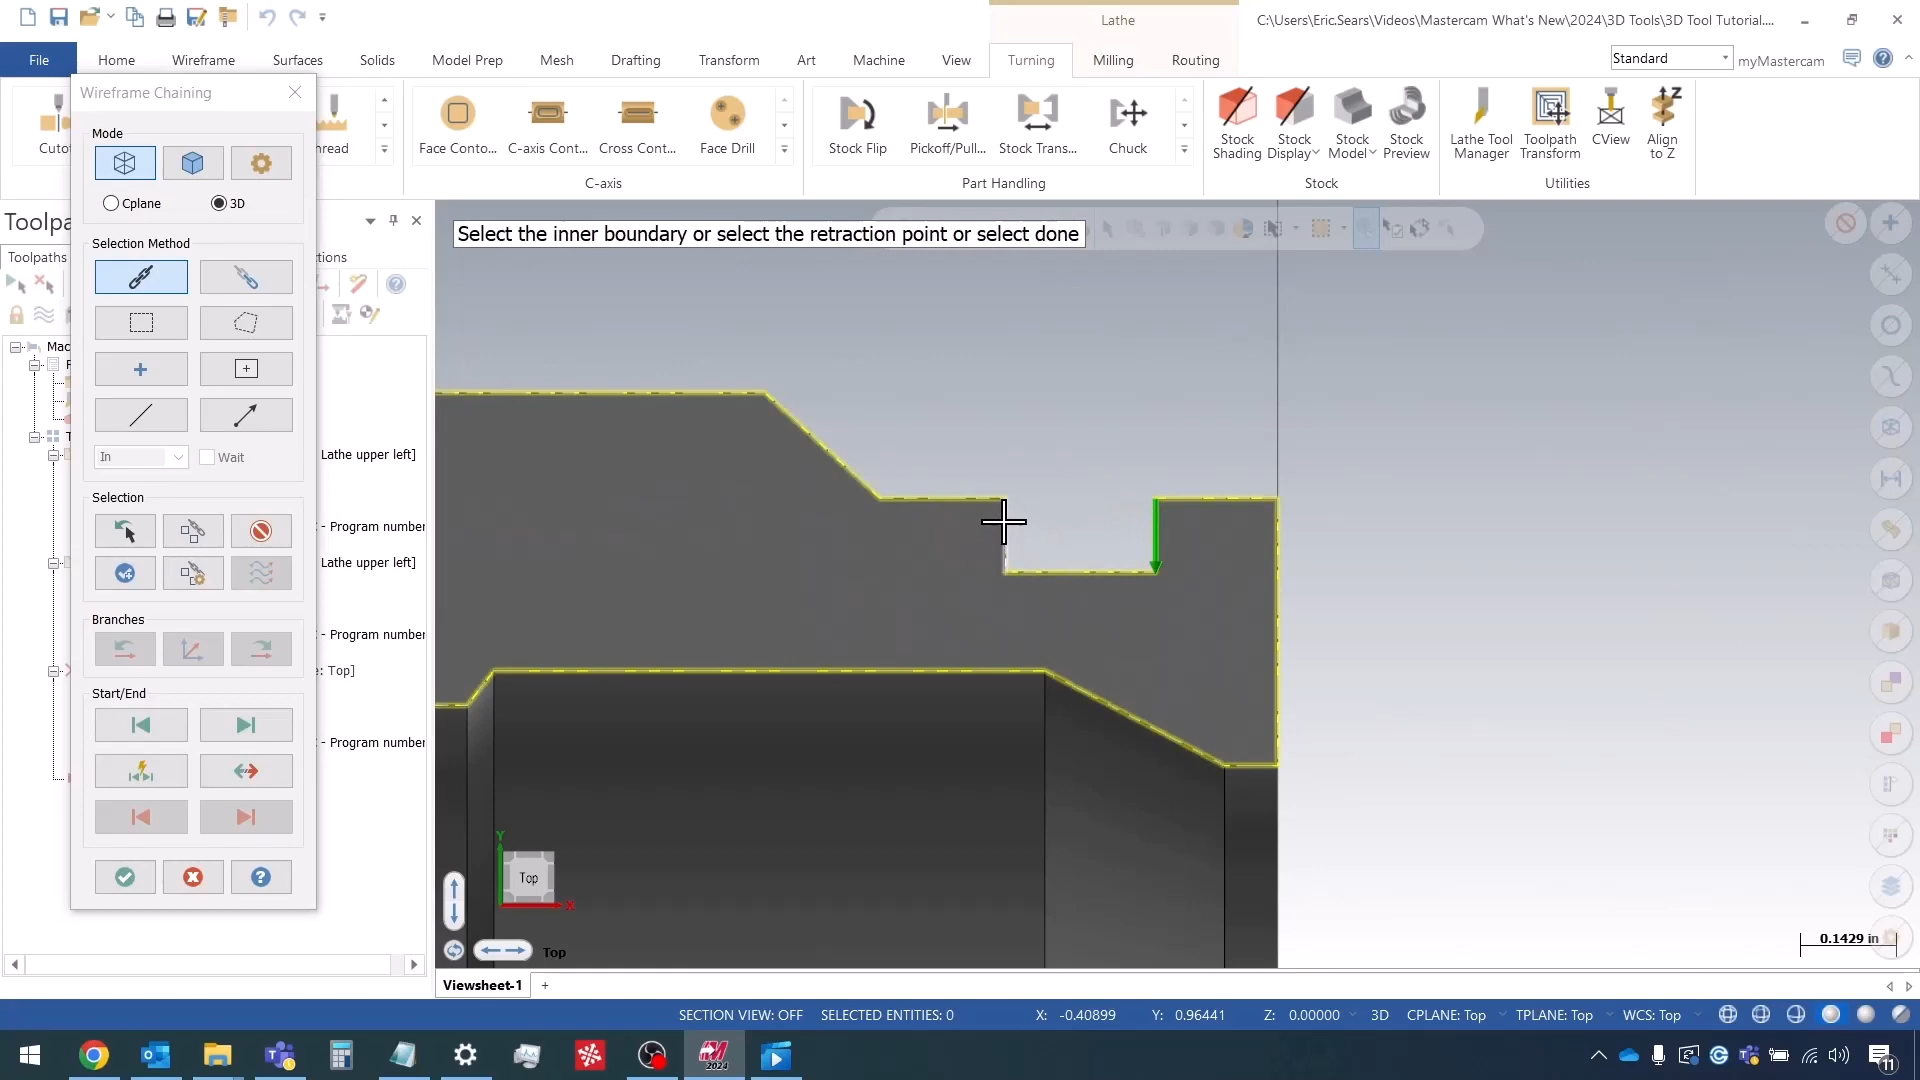 Lathe
C:\Users\Eric.Sears\Videos\Mastercam What's New\2024\3D Tools\3D Tool Tutorial....
File
Home
Wireframe
Surfaces
Solids
Model Prep
Mesh
Drafting
Transform
Art
Machine
View
Turning
Milling
Routing
Standard
myMastercam
Face Conto...
C-axis Cont...
Cross Cont...
Face Drill
C-axis
Stock Flip
Pickoff/Pull...
Stock Trans...
Chuck
Part Handling
Stock
Shading
Stock
Display
Stock
Model
Stock
Preview
Stock
Lathe Tool
Manager
Toolpath
Transform
CView
Align
to Z
Utilities
Wireframe Chaining
Mode
Cplane
3D
Selection Method
In
Wait
Selection
Branches
Start/End
Cutof
hread
Toolpa
Toolpaths
ctions
Mac
Lathe upper left]
- Program number
Lathe upper left]
- Program number
e: Top]
- Program number
Select the inner boundary or select the retraction point or select done
Y
Top
X
Top
0.1429 in
Viewsheet-1
+
SECTION VIEW: OFF
SELECTED ENTITIES: 0
X: -0.40899
Y: 0.96441
Z: 0.00000
3D
CPLANE: Top
TPLANE: Top
WCS: Top
2024
11